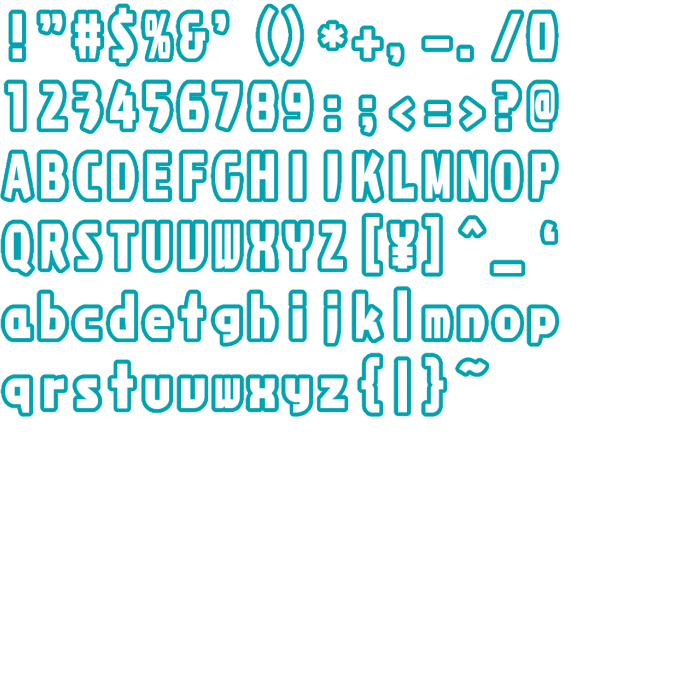 !”#$%&’ ()*+, -. /0
123456789:;<=>?@
ABCDEFGHIJKLMNOP
QRSTUVWXYZ[¥]^_‘
abcdefghijklmnop
qrstuvwxyz{|}~